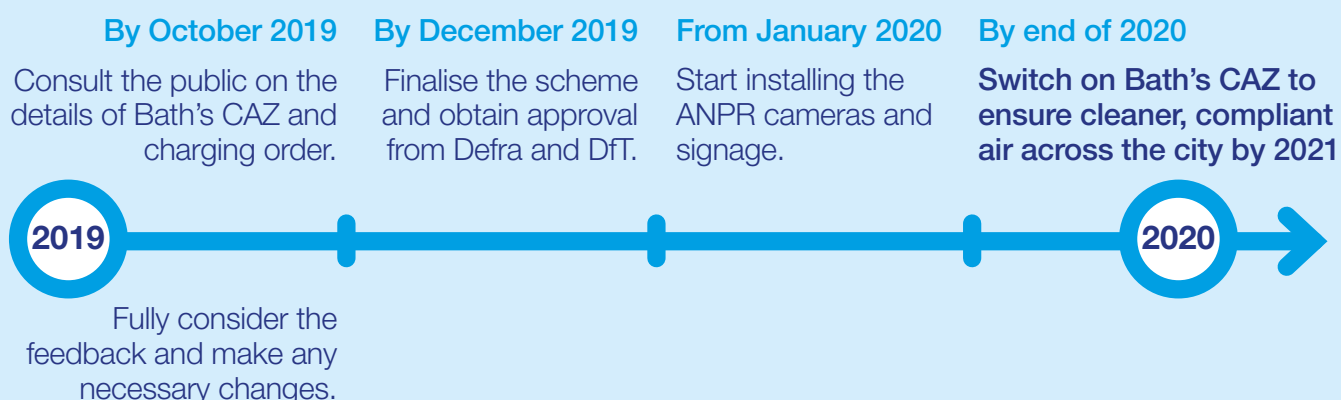 By October 2019
Consult the public on the
details of Bath's CAZ and
charging order.
By December 2019
Finalise the scheme
and obtain approval
from Defra and DfT.
From January 2020
Start installing the
ANPR cameras and
signage.
By end of 2020
Switch on Bath's CAZ to
ensure cleaner, compliant
air across the city by 2021
2019
2020
Fully consider the
feedback and make any
necessary changes.